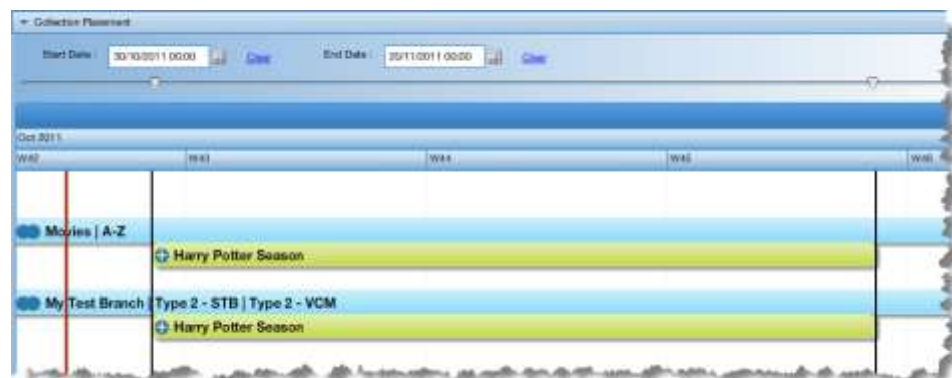 Collection Placement
Start Date : 30/10/2011 00:00 Clear End Date : 20/11/2011 00:00 Clear
Oct 2011
W42 W43 W44 W45 W46
Movies | A-Z
Harry Potter Season
My Test Branch | Type 2 - STB | Type 2 - VCM
Harry Potter Season